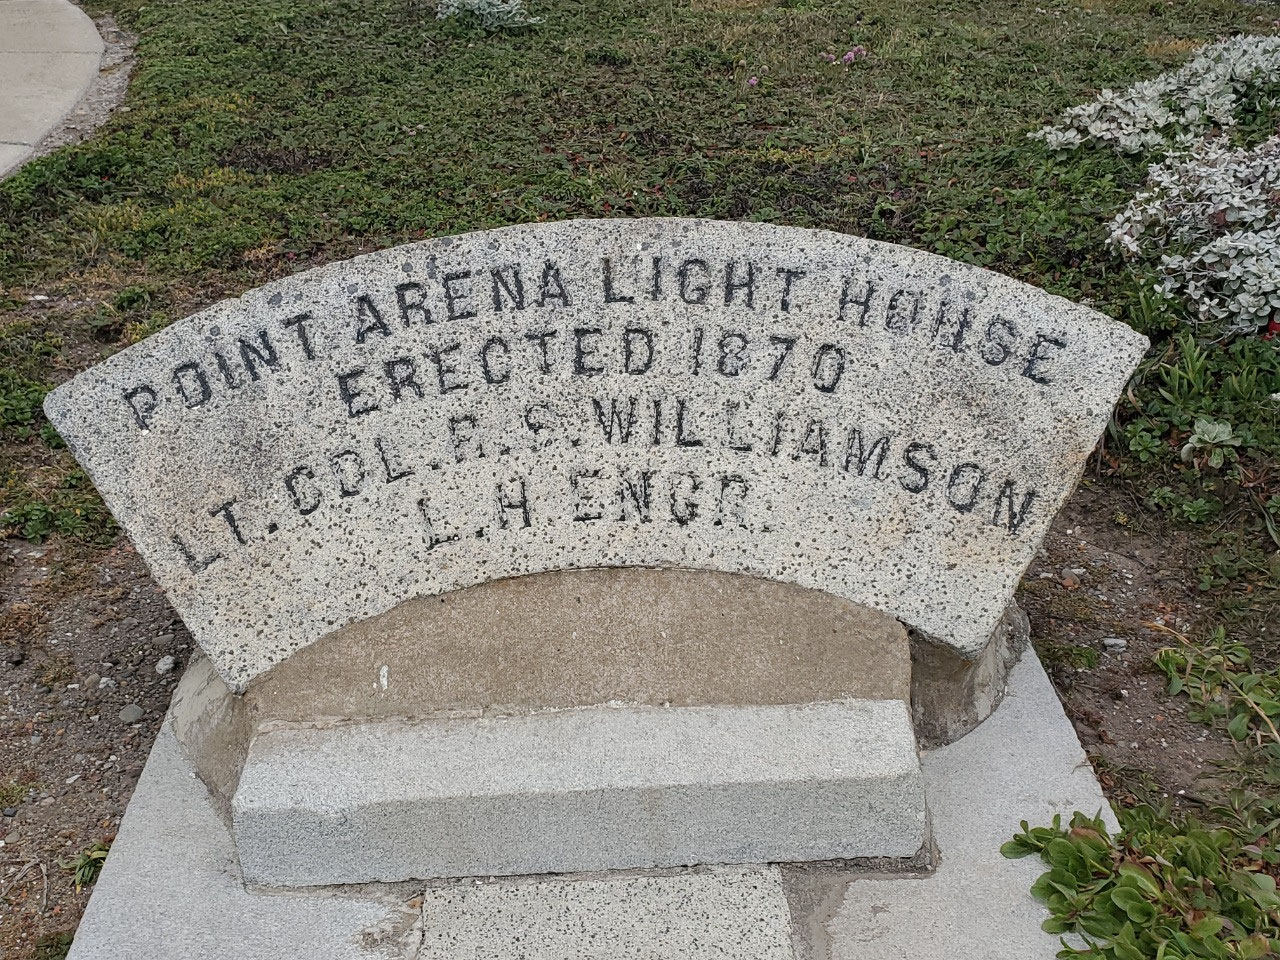 POINT ARENA LIGHT HOUSE
ERECTED 1870
LT. COL. R. S. WILLIAMSON
L. H ENGR.